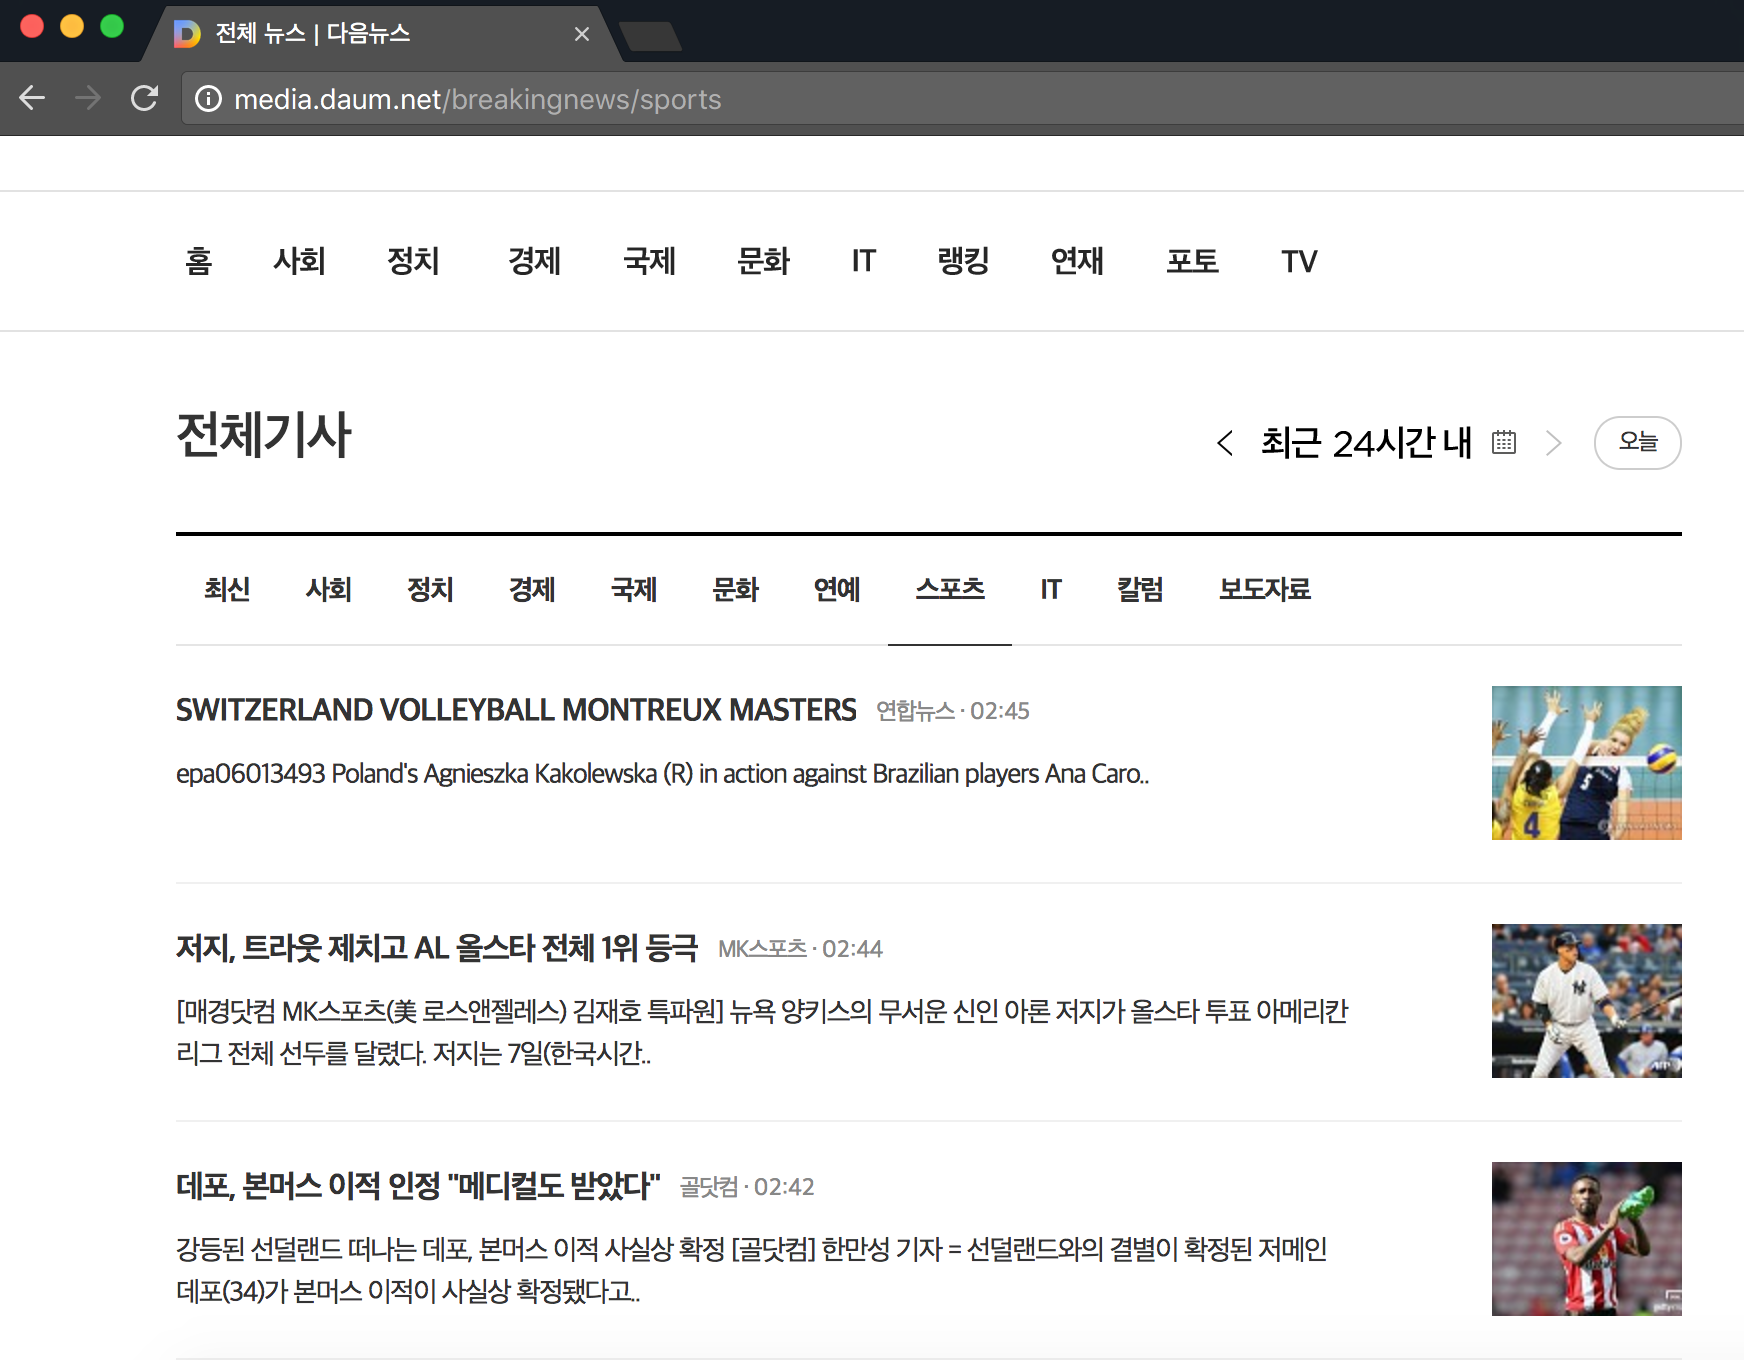 전체 뉴스 | 다음뉴스
media.daum.net/breakingnews/sports
홈 사회 정치 경제 국제 문화 IT 랭킹 연재 포토 TV
전체기사
최근 24시간 내
오늘
최신 사회 정치 경제 국제 문화 연예 스포츠 IT 칼럼 보도자료
SWITZERLAND VOLLEYBALL MONTREUX MASTERS 연합뉴스 · 02:45
epa06013493 Poland's Agnieszka Kakolewska (R) in action against Brazilian players Ana Caro..
5
4
저지, 트라웃 제치고 AL 올스타 전체 1위 등극 MK스포츠 · 02:44
[매경닷컴 MK스포츠(美 로스앤젤레스) 김재호 특파원] 뉴욕 양키스의 무서운 신인 아론 저지가 올스타 투표 아메리칸
리그 전체 선두를 달렸다. 저지는 7일(한국시간..
데포, 본머스 이적 인정 "메디컬도 받았다" 골닷컴 · 02:42
강등된 선덜랜드 떠나는 데포, 본머스 이적 사실상 확정 [골닷컴] 한만성 기자 = 선덜랜드와의 결별이 확정된 저메인
데포(34)가 본머스 이적이 사실상 확정됐다고..